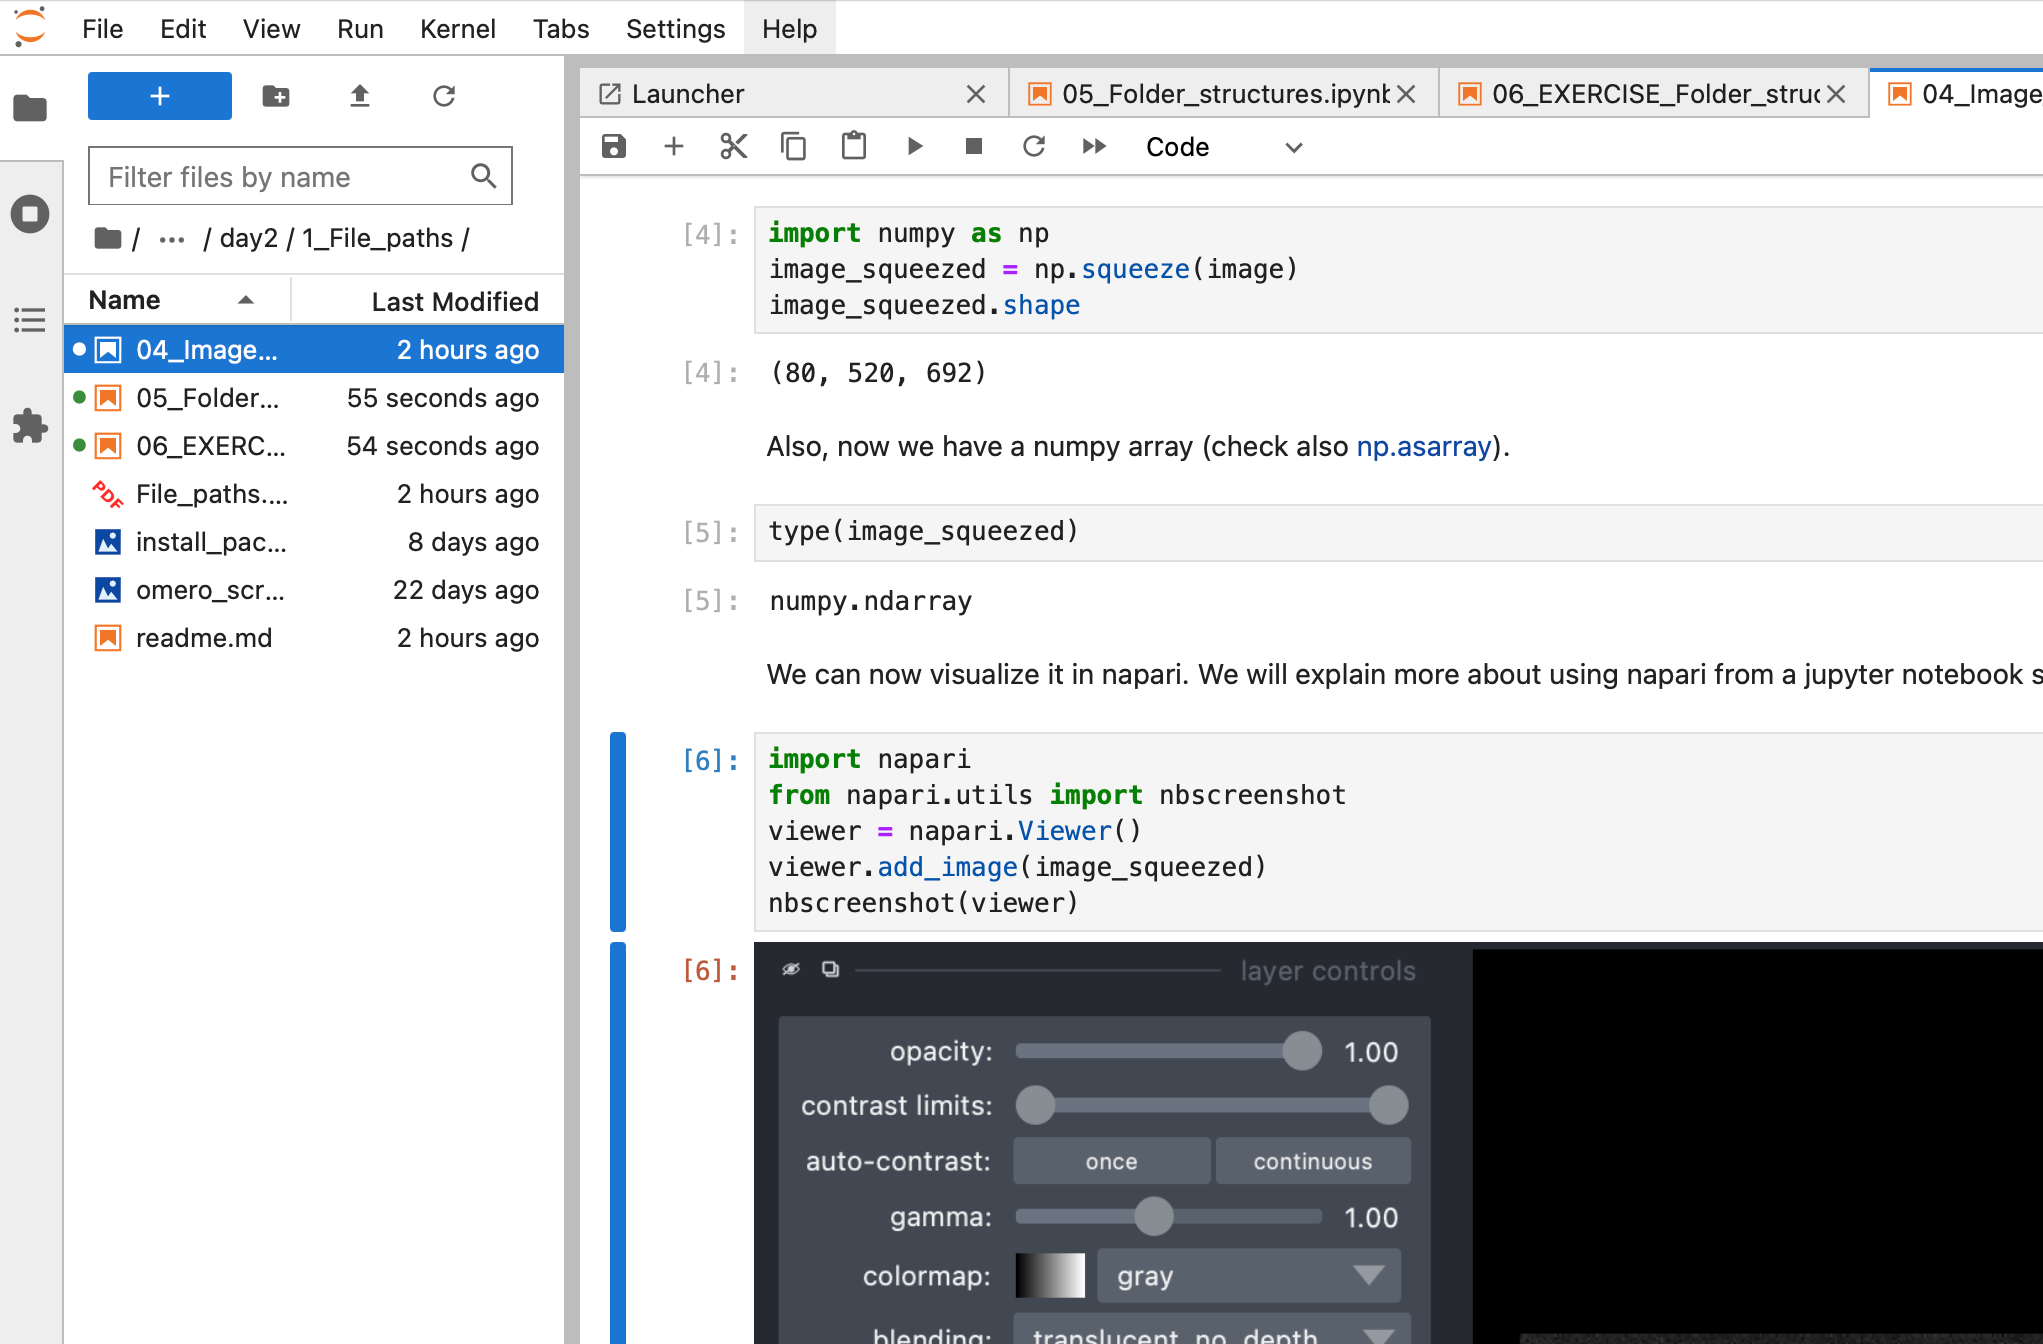 File Edit View Run Kernel Tabs Settings Help
+
Filter files by name
/ ... / day2 / 1_File_paths /
Name Last Modified
04_Image... 2 hours ago
05_Folder... 55 seconds ago
06_EXERC... 54 seconds ago
PDF File_paths.... 2 hours ago
install_pac... 8 days ago
omero_scr... 22 days ago
readme.md 2 hours ago
Launcher 05_Folder_structures.ipynb 06_EXERCISE_Folder_struc 04_Image
Code
[4]: import numpy as np
image_squeezed = np.squeeze(image)
image_squeezed.shape
[4]: (80, 520, 692)
Also, now we have a numpy array (check also np.asarray).
[5]: type(image_squeezed)
[5]: numpy.ndarray
We can now visualize it in napari. We will explain more about using napari from a jupyter notebook s
[6]: import napari
from napari.utils import nbscreenshot
viewer = napari.Viewer()
viewer.add_image(image_squeezed)
nbscreenshot(viewer)
[6]: layer controls
opacity: 1.00
contrast limits:
auto-contrast: once continuous
gamma: 1.00
colormap: gray
blending: translucent_no_depth